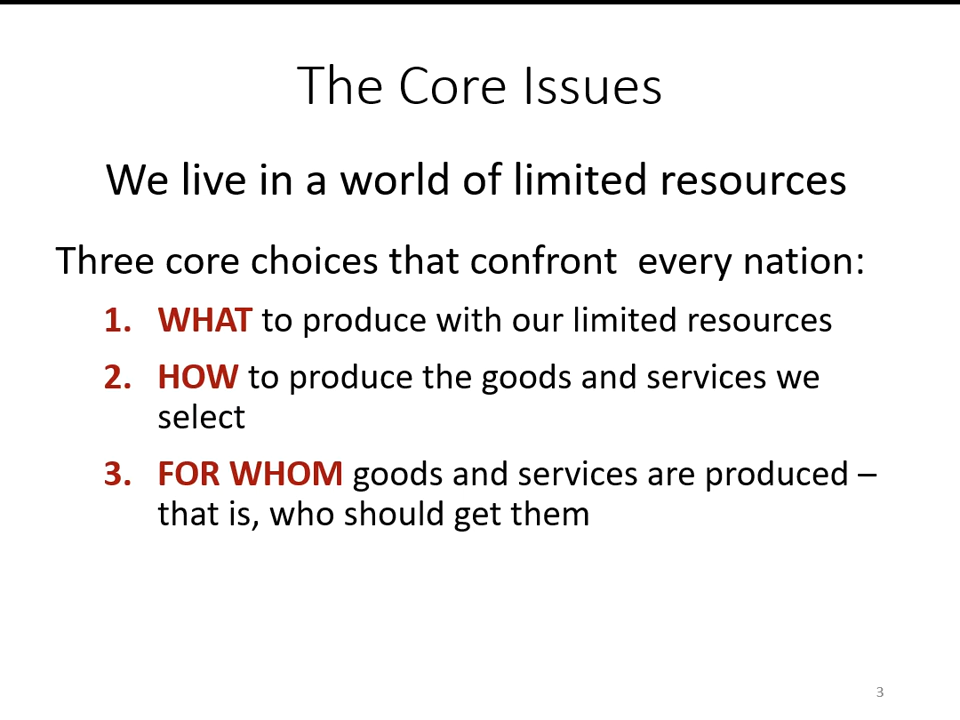 The Core Issues
We live in a world of limited resources
Three core choices that confront  every nation:
1. WHAT to produce with our limited resources
2. HOW to produce the goods and services we
select
3. FOR WHOM goods and services are produced –
that is, who should get them
3